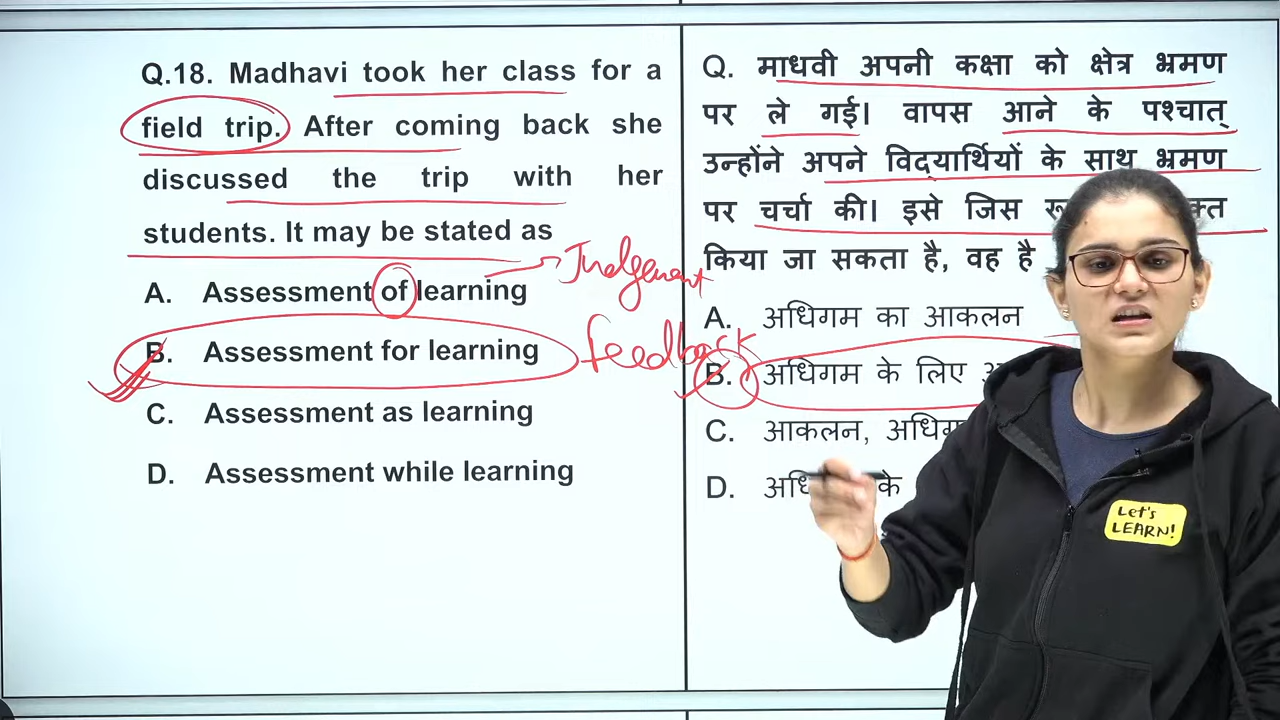 Q.18. Madhavi took her class for a
field trip. After coming back she
discussed the trip with her
students. It may be stated as
A. Assessment of learning
Judgement
B. Assessment for learning
feedback
C. Assessment as learning
D. Assessment while learning
Q. माधवी अपनी कक्षा को क्षेत्र भ्रमण
पर ले गई। वापस आने के पश्चात्
उन्होंने अपने विद्यार्थियों के साथ भ्रमण
पर चर्चा की। इसे जिस
किया जा सकता है, वह है
A. अधिगम का आकलन
B. अधिगम के लिए
C. आकलन,
D. के
Let's
LEARN!